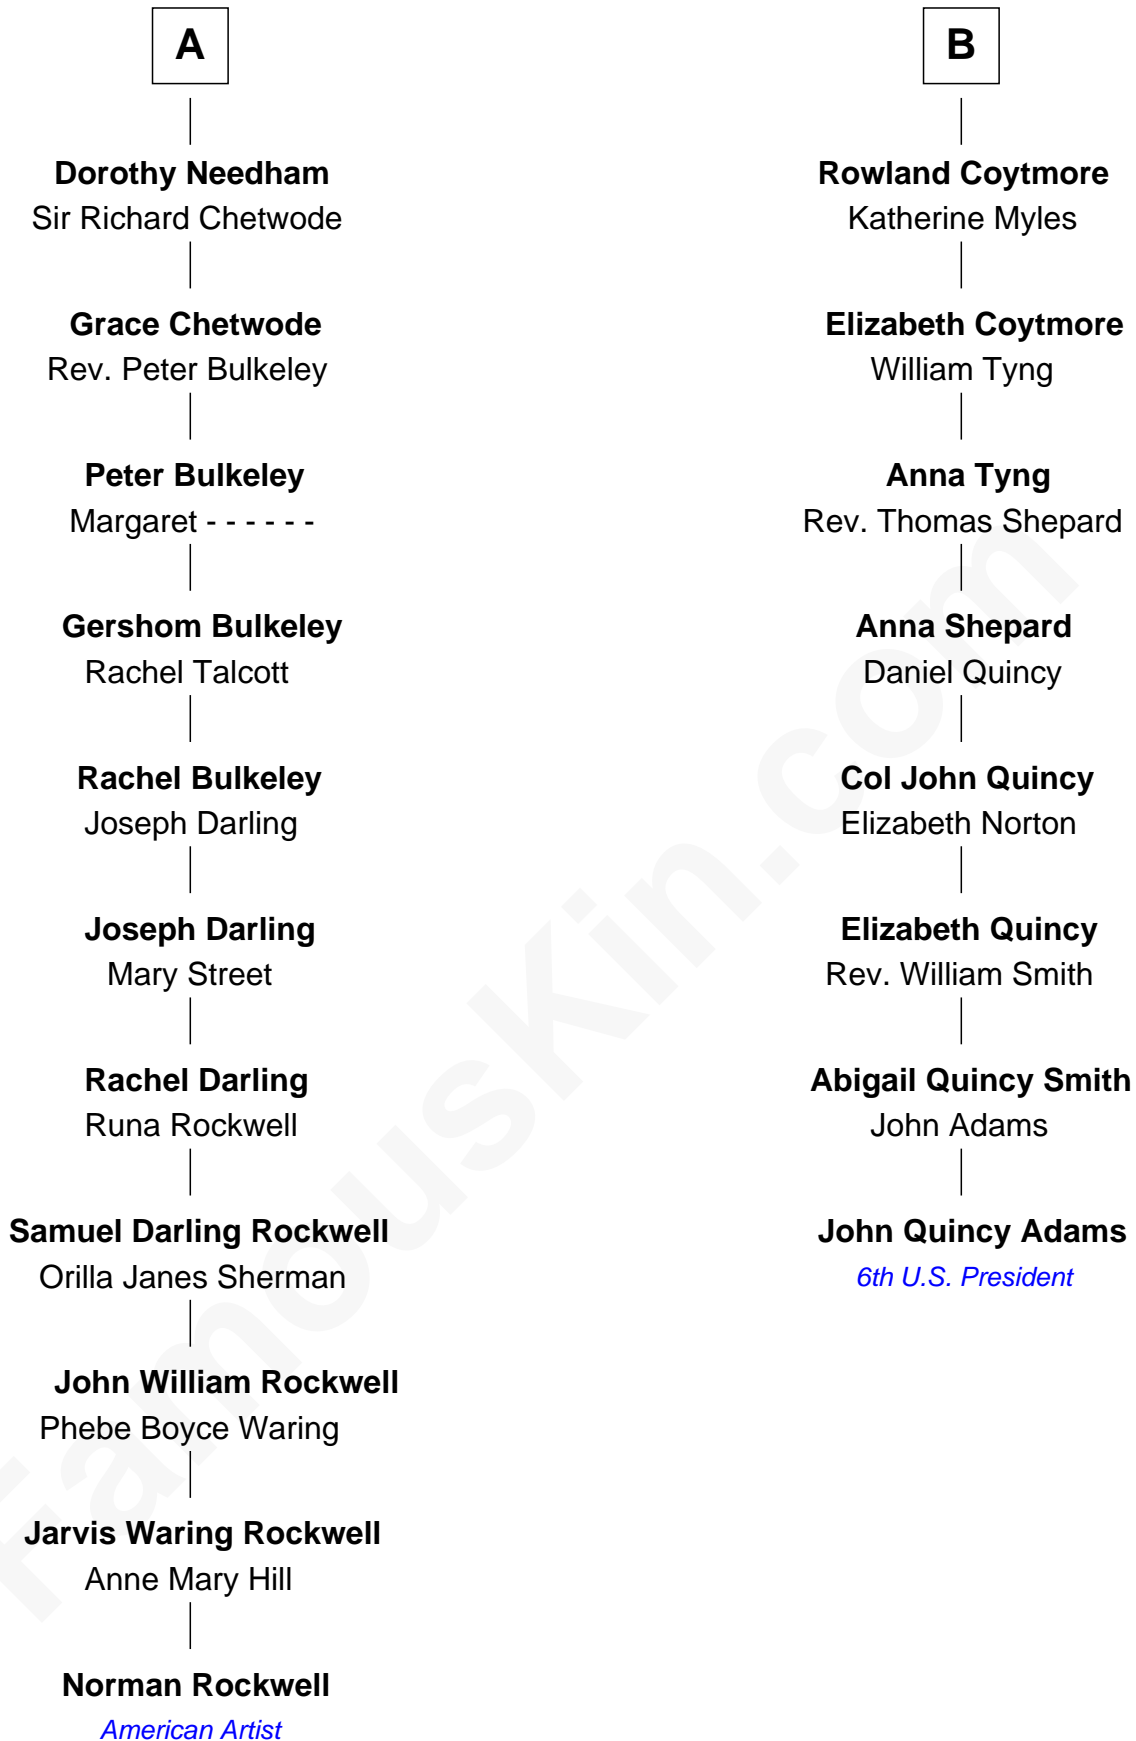 A
Dorothy Needham
Sir Richard Chetwode
Grace Chetwode
Rev. Peter Bulkeley
Peter Bulkeley
Margaret - - - - - -
Gershom Bulkeley
Rachel Talcott
Rachel Bulkeley
Joseph Darling
Joseph Darling
Mary Street
Rachel Darling
Runa Rockwell
Samuel Darling Rockwell
Orilla Janes Sherman
John William Rockwell
Phebe Boyce Waring
Jarvis Waring Rockwell
Anne Mary Hill
Norman Rockwell
American Artist
B
Rowland Coytmore
Katherine Myles
Elizabeth Coytmore
William Tyng
Anna Tyng
Rev. Thomas Shepard
Anna Shepard
Daniel Quincy
Col John Quincy
Elizabeth Norton
Elizabeth Quincy
Rev. William Smith
Abigail Quincy Smith
John Adams
John Quincy Adams
6th U.S. President
FamousKin.com